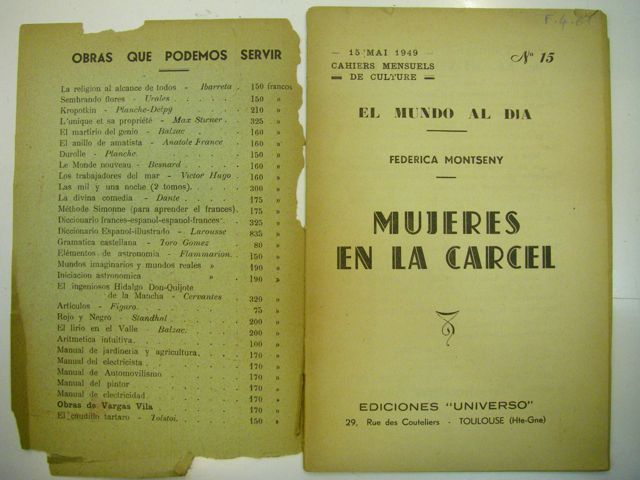 OBRAS QUE PODEMOS SERVIR
La religion al alcance de todos - Ibarreta . 150 francos
Sembrando flores - Urales . . . . . 150 »
Kropotkin - Planche-Delpy . . . . 210 »
L'unique et sa propriété - Max Stirner . 325 »
El martirio del genio - Balzac . . . 160 »
El anillo de amatista - Anatole France . 160 »
Durolle - Planche . . . . . . 150 »
Le Monde nouveau - Besnard . . . 160 »
Los trabajadores del mar - Victor Hugo . 160 »
Las mil y una noche (2 tomos) . . . 300 »
La divina comedia - Dante . . . . 175 »
Méthode Simonne (para aprender el frances) . 175 »
Diccionario frances-espanol-espanol-frances . 325 »
Diccionario Espanol-ilustrado - Larousse . 835 »
Gramatica castellana - Toro Gomez . . 80 »
Elémentos de astronomia - Flammarion . 150 »
Mundos imaginarios y mundos reales » 190 »
Iniciacion astronomica » 190 »
El ingeniosos Hidalgo Don-Quijote
de la Mancha - Cervantes . 320 »
Articulos - Figaro . . . . . . 75 »
Rojo y Negro - Standhal . . . . . 200 »
El lirio en el Valle - Balzac . . . . 200 »
Aritmetica intuitiva . . . . . . 100 »
Manual de jardineria y agricultura . . . 170 »
Manual del electricista . . . . . . 170 »
Manual de Automovilismo . . . . . 170 »
Manual del pintor . . . . . . 170 »
Manual de electricidad . . . . . . 170 »
Obras de Vargas Vila . . . . . . 170 »
El caudillo tartaro - Tolstoi . . . . 150 »
— 15 MAI 1949 — Nº 15
CAHIERS MENSUELS
— DE CULTURE —
EL MUNDO AL DIA
FEDERICA MONTSENY
MUJERES
EN LA CARCEL
EDICIONES "UNIVERSO"
29, Rue des Couteliers - TOULOUSE (Hte-Gne)